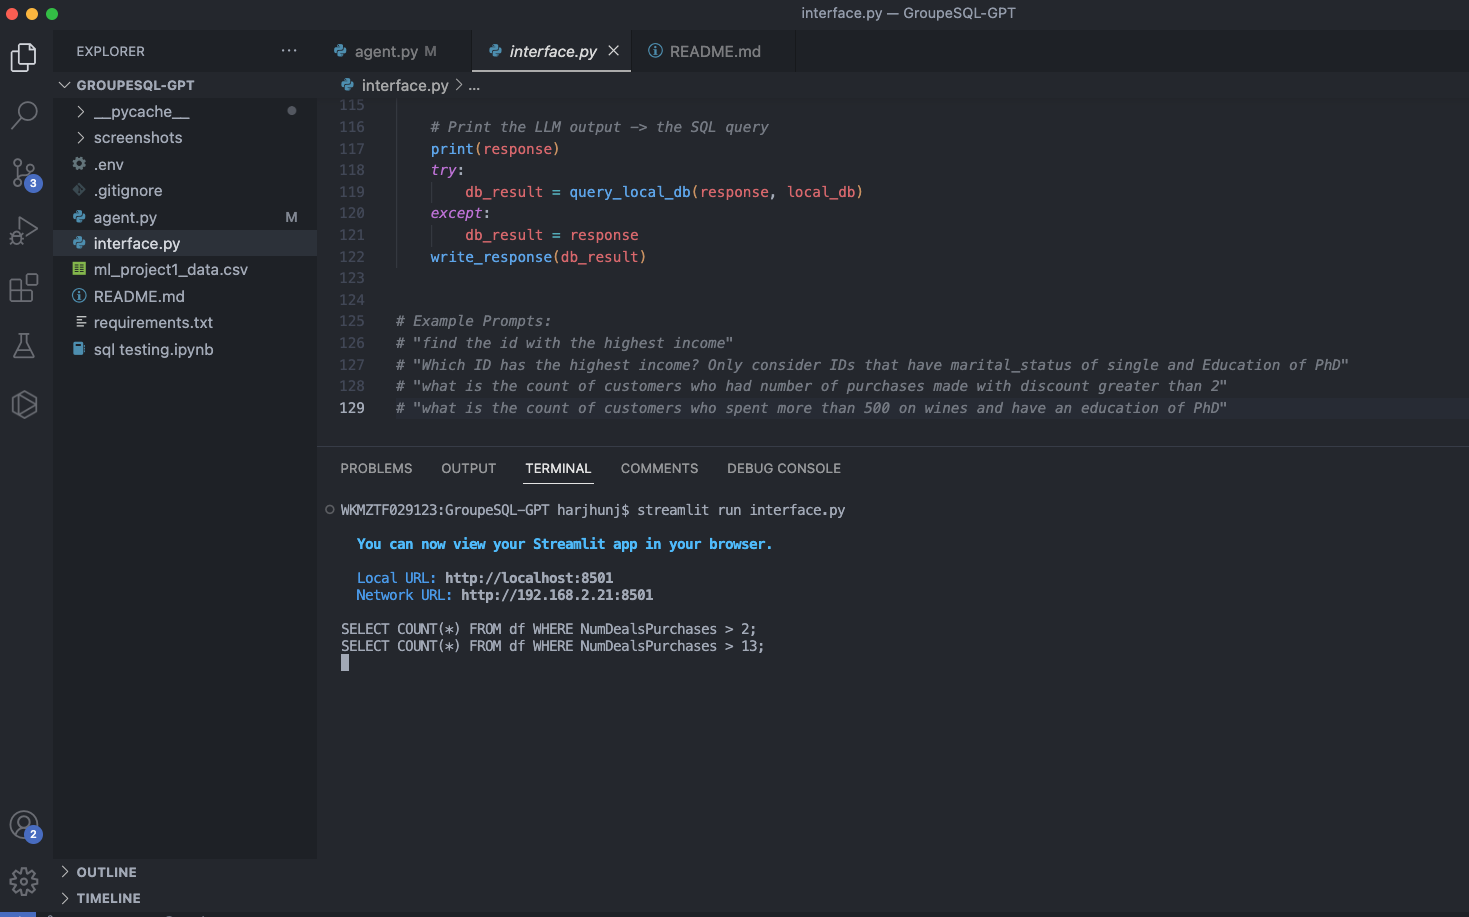 interface.py — GroupeSQL-GPT
EXPLORER
agent.py M
interface.py
README.md
GROUPESQL-GPT
interface.py > ...
__pycache__
screenshots
.env
.gitignore
agent.py M
interface.py
ml_project1_data.csv
README.md
requirements.txt
sql testing.ipynb
3
115
116 # Print the LLM output -> the SQL query
117 print(response)
118 try:
119 db_result = query_local_db(response, local_db)
120 except:
121 db_result = response
122 write_response(db_result)
123
124
125 # Example Prompts:
126 # "find the id with the highest income"
127 # "Which ID has the highest income? Only consider IDs that have marital_status of single and Education of PhD"
128 # "what is the count of customers who had number of purchases made with discount greater than 2"
129 # "what is the count of customers who spent more than 500 on wines and have an education of PhD"
PROBLEMS OUTPUT TERMINAL COMMENTS DEBUG CONSOLE
WKMZTF029123:GroupeSQL-GPT harjhunj$ streamlit run interface.py
You can now view your Streamlit app in your browser.
Local URL: http://localhost:8501
Network URL: http://192.168.2.21:8501
SELECT COUNT(*) FROM df WHERE NumDealsPurchases > 2;
SELECT COUNT(*) FROM df WHERE NumDealsPurchases > 13;
2
OUTLINE
TIMELINE